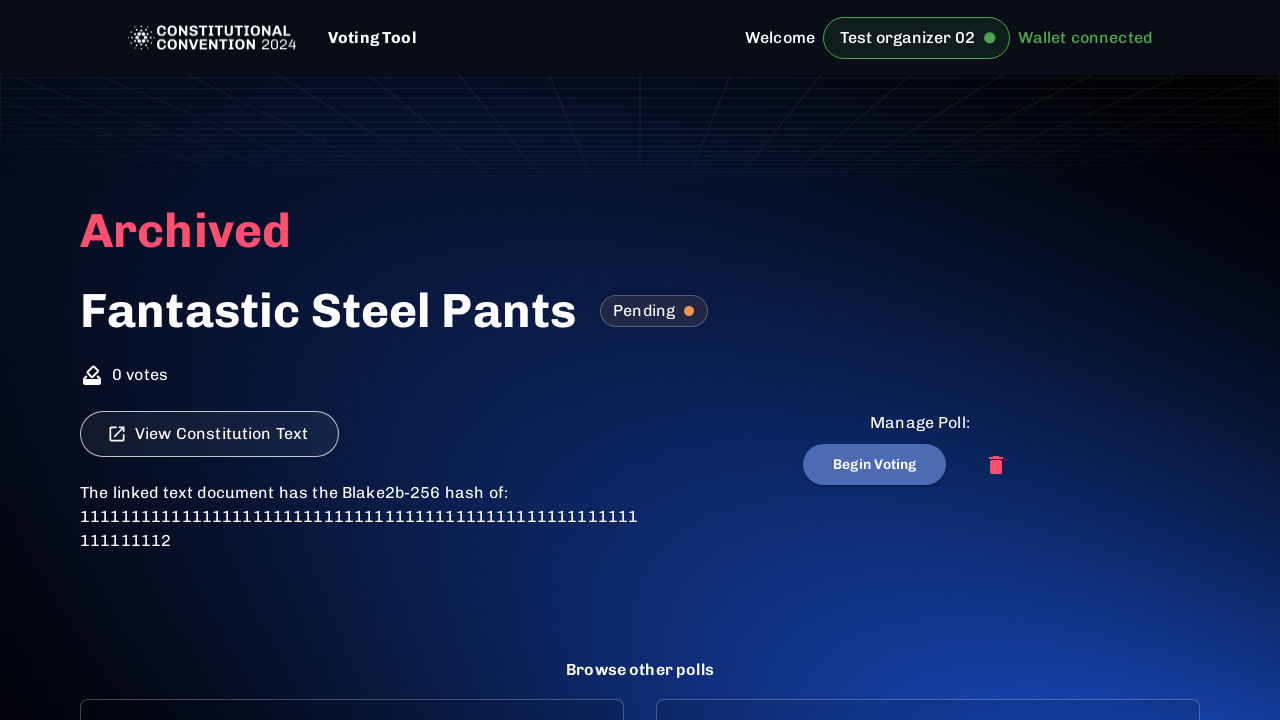 CONSTITUTIONAL
CONVENTION 2024
Voting Tool
Welcome
Test organizer 02
Wallet connected
Archived
Fantastic Steel Pants
Pending
0 votes
View Constitution Text
Manage Poll:
Begin Voting
The linked text document has the Blake2b-256 hash of:
1111111111111111111111111111111111111111111111111111111
111111112
Browse other polls